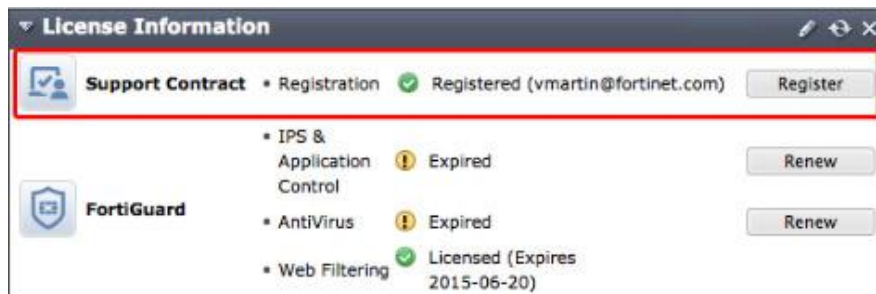 License Information
Support Contract ▪ Registration Registered (vmartin@fortinet.com) Register
▪ IPS &
Application
Control
Expired Renew
FortiGuard
▪ AntiVirus Expired Renew
▪ Web Filtering Licensed (Expires
2015-06-20)